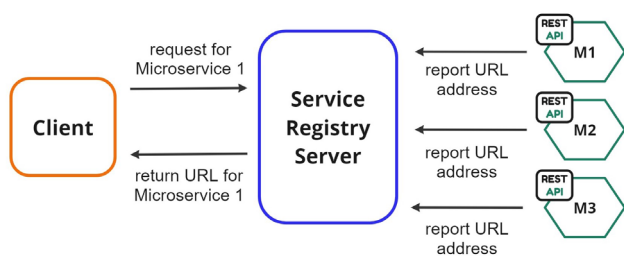 request for
Microservice 1
Client
return URL for
Microservice 1
Service
Registry
Server
REST
API
M1
report URL
address
REST
API
M2
report URL
address
REST
API
M3
report URL
address